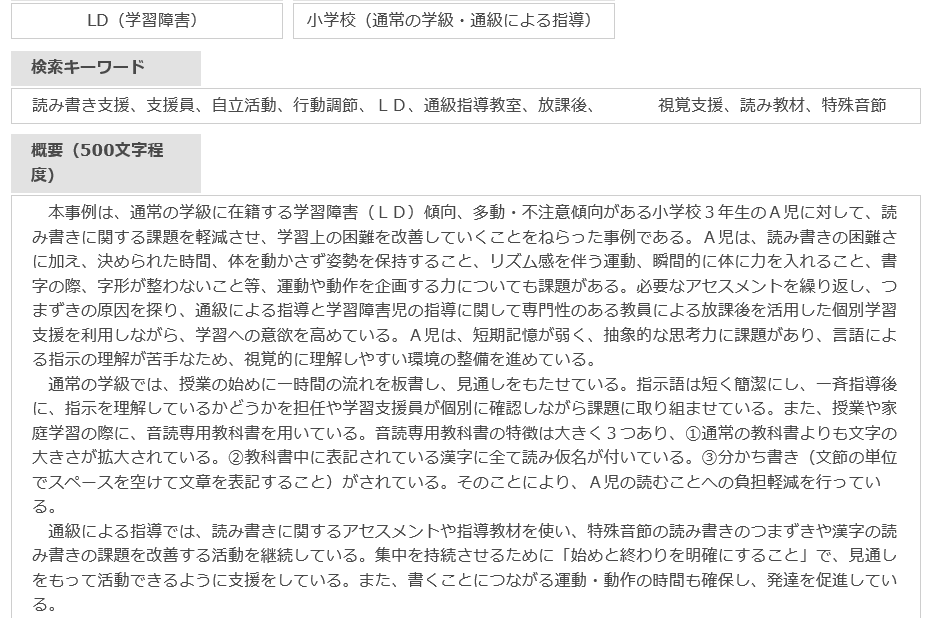 LD（学習障害）
小学校（通常の学級・通級による指導）
検索キーワード
読み書き支援、支援員、自立活動、行動調節、ＬＤ、通級指導教室、放課後、　　　　視覚支援、読み教材、特殊音節
概要（500文字程
度）
　本事例は、通常の学級に在籍する学習障害（ＬＤ）傾向、多動・不注意傾向がある小学校３年生のＡ児に対して、読
み書きに関する課題を軽減させ、学習上の困難を改善していくことをねらった事例である。Ａ児は、読み書きの困難さ
に加え、決められた時間、体を動かさず姿勢を保持すること、リズム感を伴う運動、瞬間的に体に力を入れること、書
字の際、字形が整わないこと等、運動や動作を企画する力についても課題がある。必要なアセスメントを繰り返し、つ
まずきの原因を探り、通級による指導と学習障害児の指導に関して専門性のある教員による放課後を活用した個別学習
支援を利用しながら、学習への意欲を高めている。Ａ児は、短期記憶が弱く、抽象的な思考力に課題があり、言語によ
る指示の理解が苦手なため、視覚的に理解しやすい環境の整備を進めている。
　通常の学級では、授業の始めに一時間の流れを板書し、見通しをもたせている。指示語は短く簡潔にし、一斉指導後
に、指示を理解しているかどうかを担任や学習支援員が個別に確認しながら課題に取り組ませている。また、授業や家
庭学習の際に、音読専用教科書を用いている。音読専用教科書の特徴は大きく３つあり、①通常の教科書よりも文字の
大きさが拡大されている。②教科書中に表記されている漢字に全て読み仮名が付いている。③分かち書き（文節の単位
でスペースを空けて文章を表記すること）がされている。そのことにより、Ａ児の読むことへの負担軽減を行ってい
る。
　通級による指導では、読み書きに関するアセスメントや指導教材を使い、特殊音節の読み書きのつまずきや漢字の読
み書きの課題を改善する活動を継続している。集中を持続させるために「始めと終わりを明確にすること」で、見通し
をもって活動できるように支援をしている。また、書くことにつながる運動・動作の時間も確保し、発達を促進してい
る。